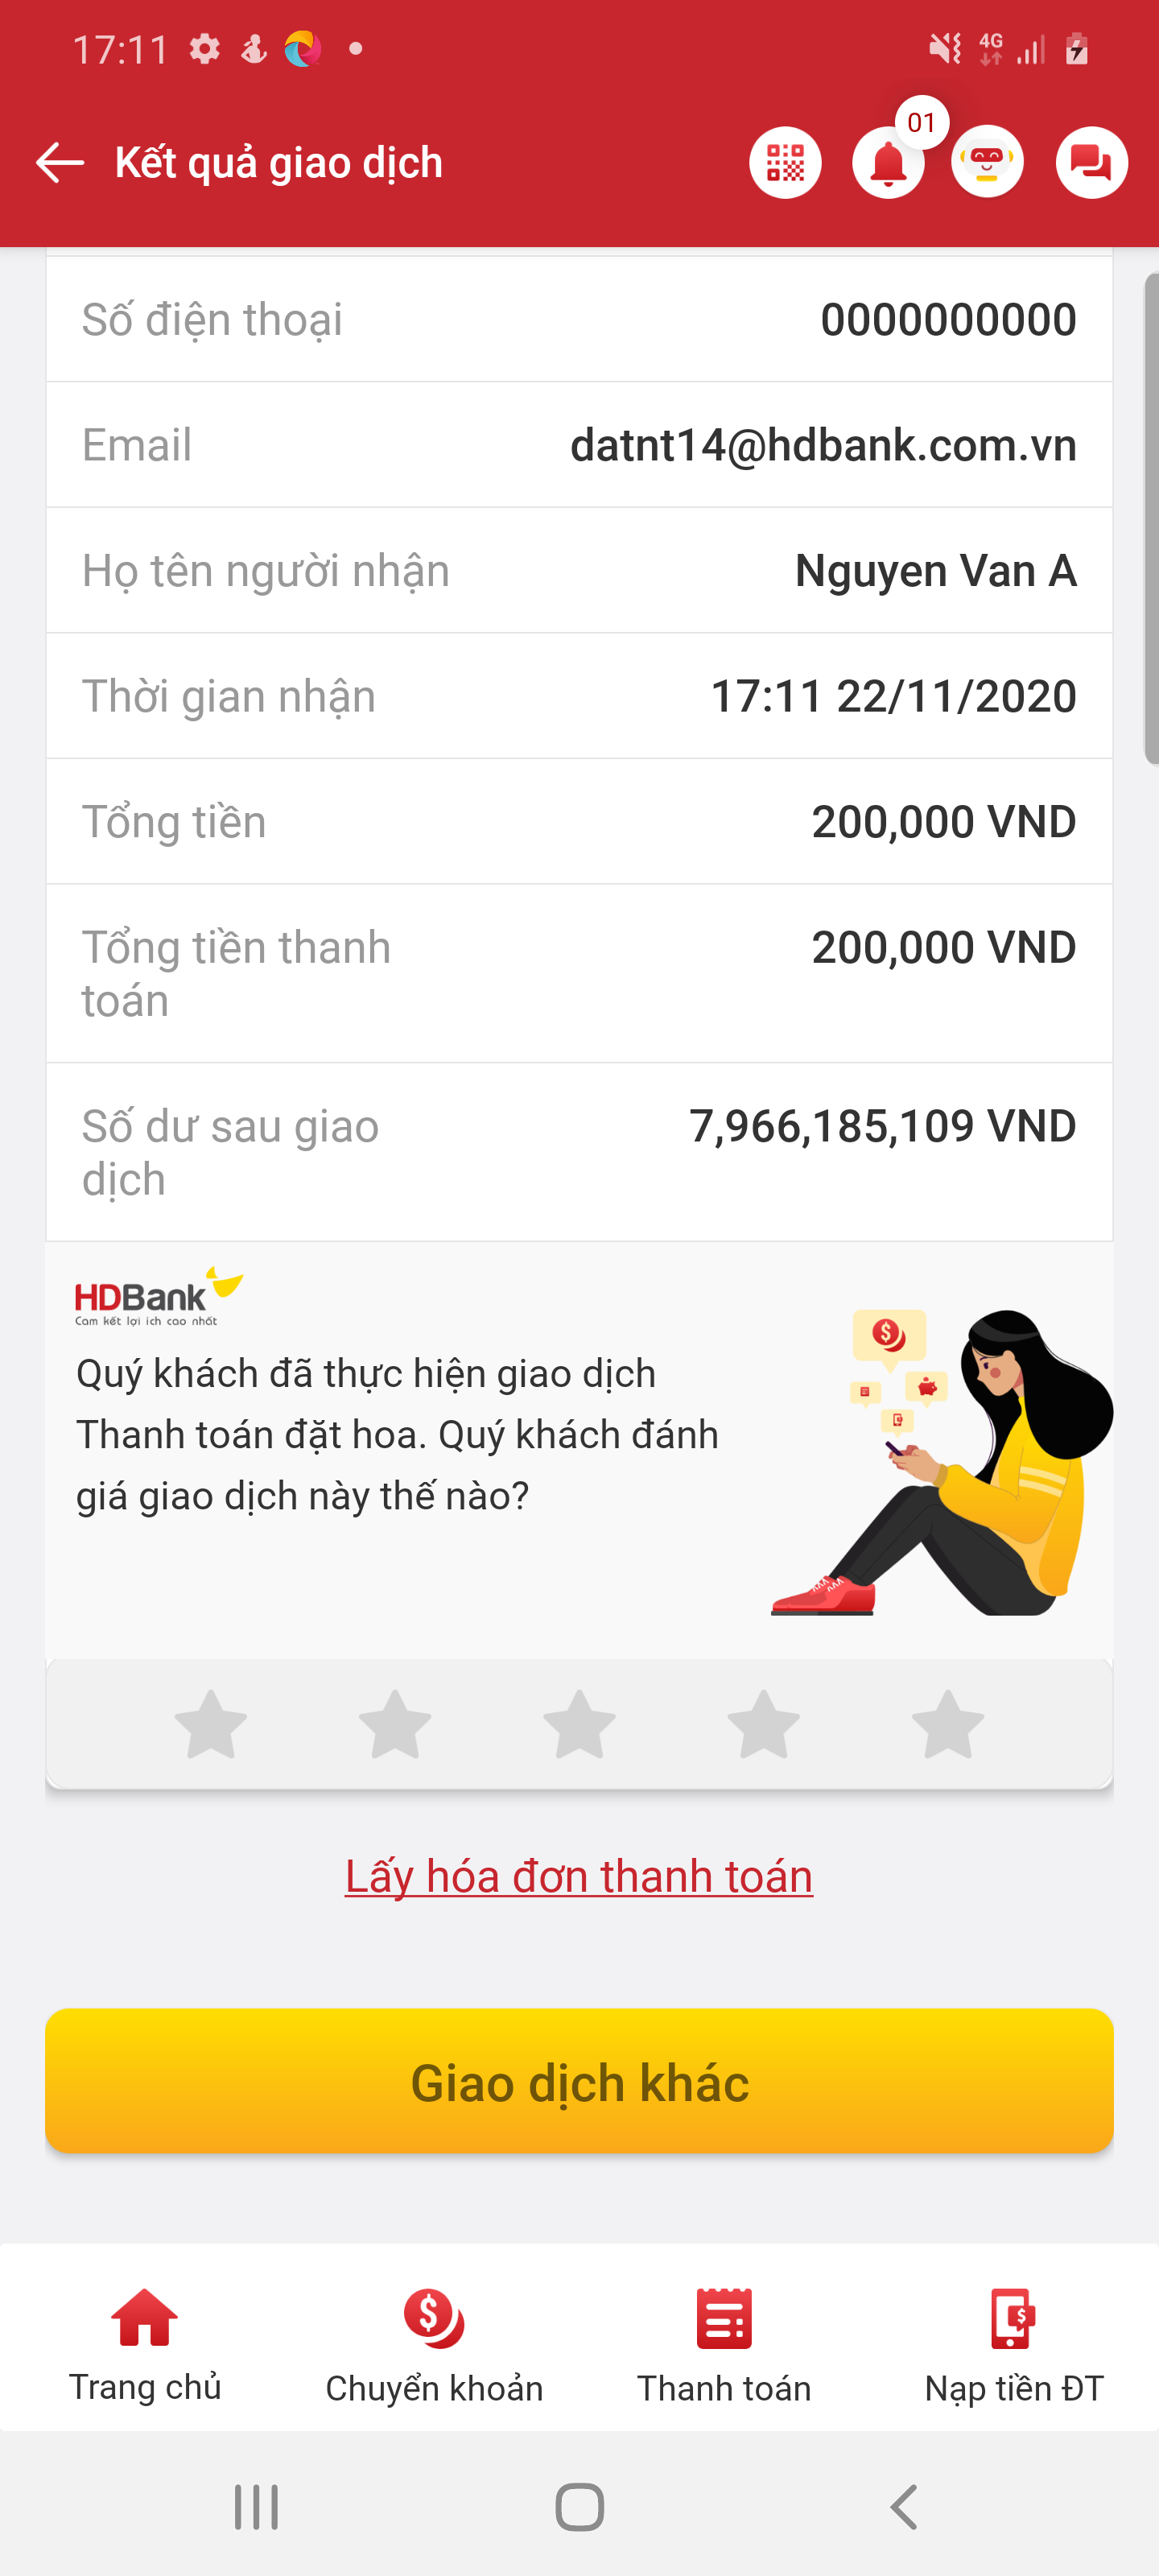 17:11
4G
01
Kết quả giao dịch
Số điện thoại 0000000000
Email datnt14@hdbank.com.vn
Họ tên người nhận Nguyen Van A
Thời gian nhận 17:11 22/11/2020
Tổng tiền 200,000 VND
Tổng tiền thanh 200,000 VND
toán
Số dư sau giao 7,966,185,109 VND
dịch
HDBank
Cam kết lợi ích cao nhất
Quý khách đã thực hiện giao dịch
Thanh toán đặt hoa. Quý khách đánh
giá giao dịch này thế nào?
Lấy hóa đơn thanh toán
Giao dịch khác
Trang chủ Chuyển khoản Thanh toán Nạp tiền ĐT